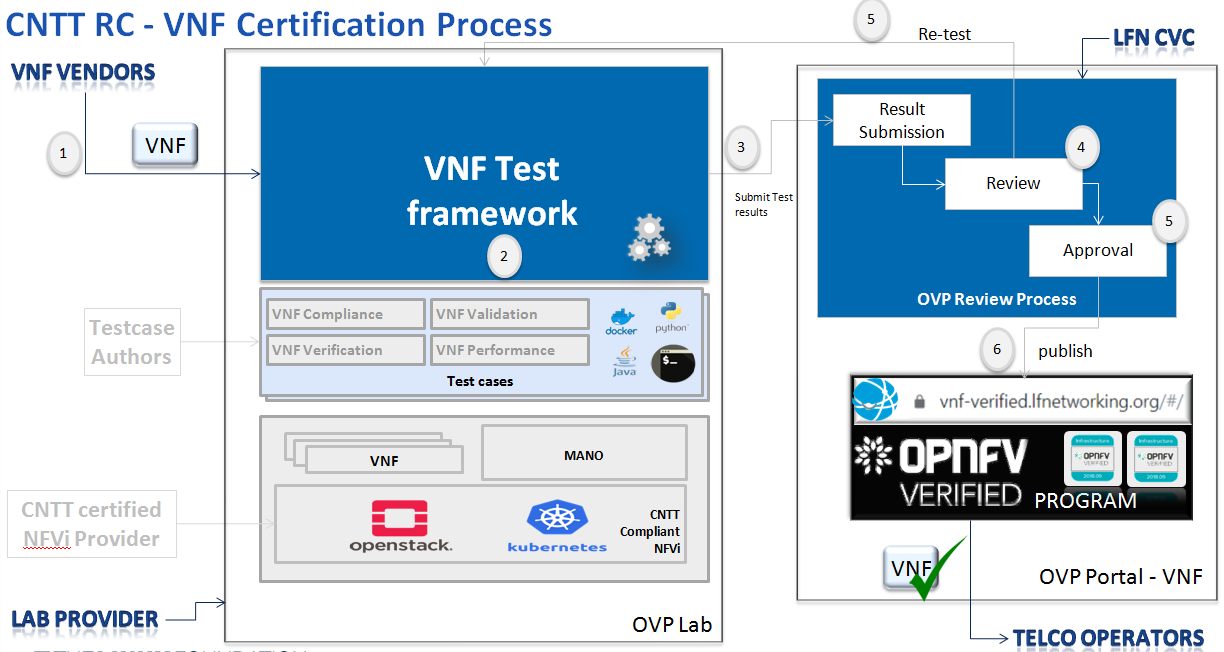 CNTT RC - VNF Certification Process
5
Re-test
LFN CVC
VNF VENDORS
1
VNF
VNF Test
framework
2
3
Submit Test
results
Result
Submission
4
Review
5
Approval
OVP Review Process
Testcase
Authors
VNF Compliance
VNF Validation
VNF Verification
VNF Performance
Test cases
docker
python
Java
$_
6
publish
vnf-verified.lfnetworking.org/#/
OPNFV
VERIFIED
PROGRAM
Infrastructure
OPNFV
VERIFIED
2018.09
Infrastructure
OPNFV
VERIFIED
2018.09
VNF
MANO
CNTT certified
NFVi Provider
openstack.
kubernetes
CNTT
Compliant
NFVi
VNF
OVP Portal - VNF
LAB PROVIDER
OVP Lab
TELCO OPERATORS